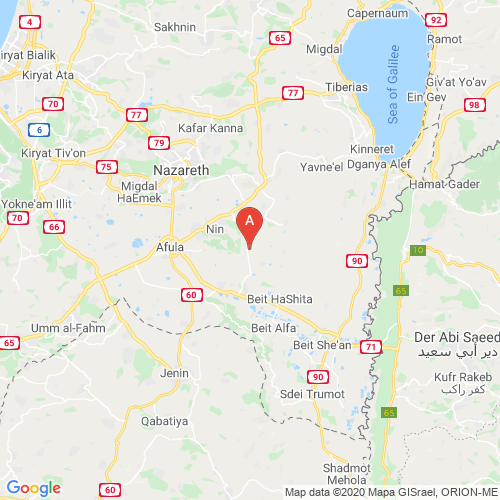 Capernaum
92
4
Sakhnin
65
Ramot
Migdal
90
Kiryat Bialik
Giv'at Yo'av
Kiryat Ata
Tiberias
77
Sea of Galilee
Ein Gev
70
98
77
6
Kafar Kanna
79
Kinneret
Kiryat Tiv'on
Dganya Alef
75
Nazareth
Yavne'el
Migdal
HaEmek
Hamat Gader
Yokne'am Illit
70
66
A
Nin
Afula
10
90
60
65
Beit HaShita
Umm al-Fahm
Beit Alfa
65
Der Abi Saeed
دير أبي سعيد
Beit She'an
71
Jenin
90
Kufr Rakeb
كفر راكب
Sdei Trumot
65
Qabatiya
Shadmot
Mehola
60
Google
Map data ©2020 Mapa GISrael, ORION-ME